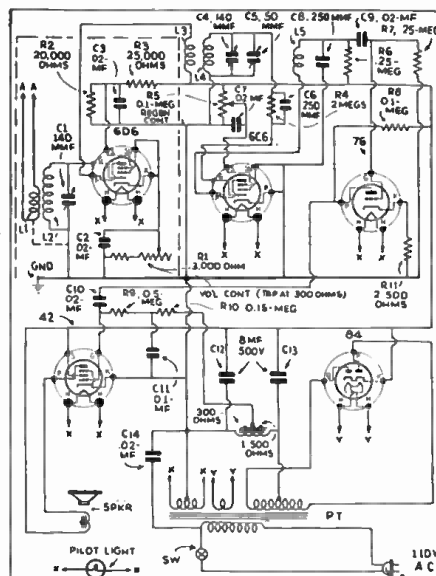 C4, 140 MMF
C5, 50 MMF
C8, 250 MMF
C9, .02-MF
R7, .25-MEG
R2 20,000 OHMS
C3 .02-MF
R3 25,000 OHMS
L3
L4
L5
R6 .25-MEG
R8 0.1-MEG
A A
R5 0.1-MEG REGEN CONT
C7 .02 MF
C6 250 MMF
R4 2 MEGS
C1 140 MMF
6D6
6C6
76
L1
L2
X X
X X
X X
C2 .02-MF
R1 3,000 OHM
VOL CONT (TAP AT 300 OHMS)
GND
R11 2,500 OHMS
C10 .02-MF
R9, 0.5-MEG
R10 0.15-MEG
42
C12
8 MF 500V
C13
84
C11 0.1-MF
300 OHMS
1,500 OHMS
X X
C14 .02-MF
Y Y
X X Y Y
SPKR
PT
PILOT LIGHT
X X
SW
110V A C